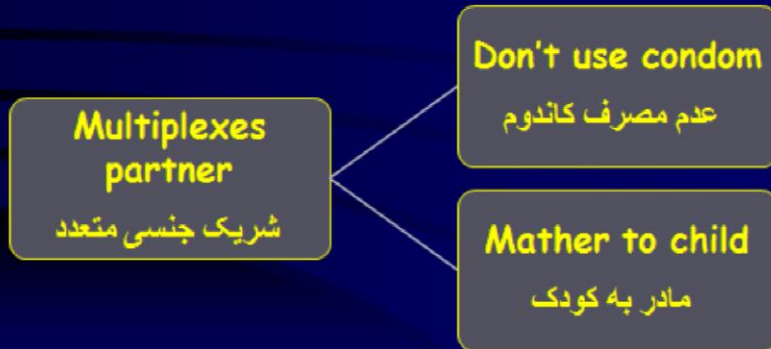 Multiplexes
partner
شریک جنسی متعدد
Don't use condom
عدم مصرف کاندوم
Mather to child
مادر به کودک